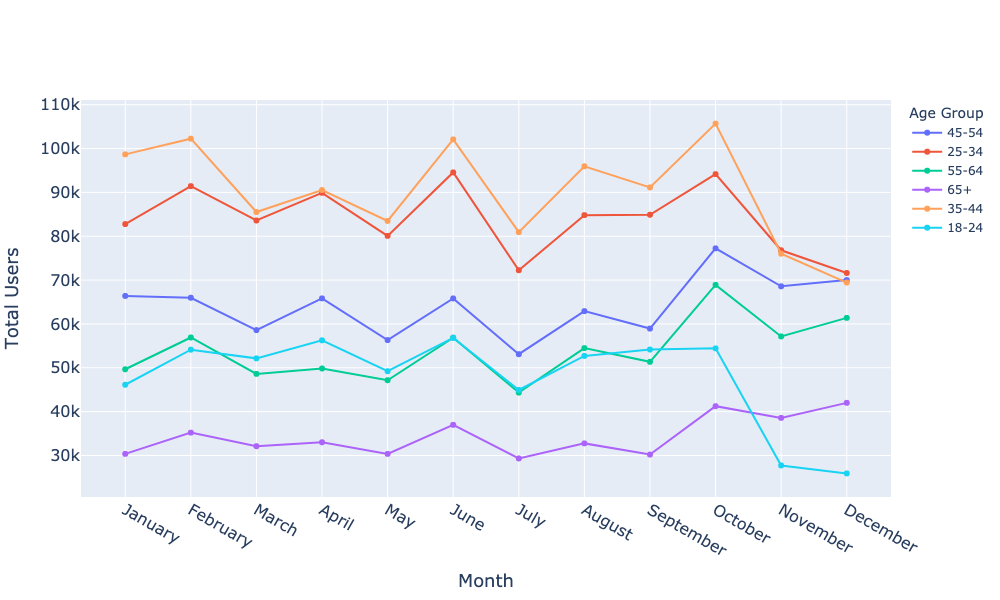 110k
100k
90k
80k
70k
60k
50k
40k
30k
Total Users
January
February
March
April
May
June
July
August
September
October
November
December
Month
Age Group
45-54
25-34
55-64
65+
35-44
18-24